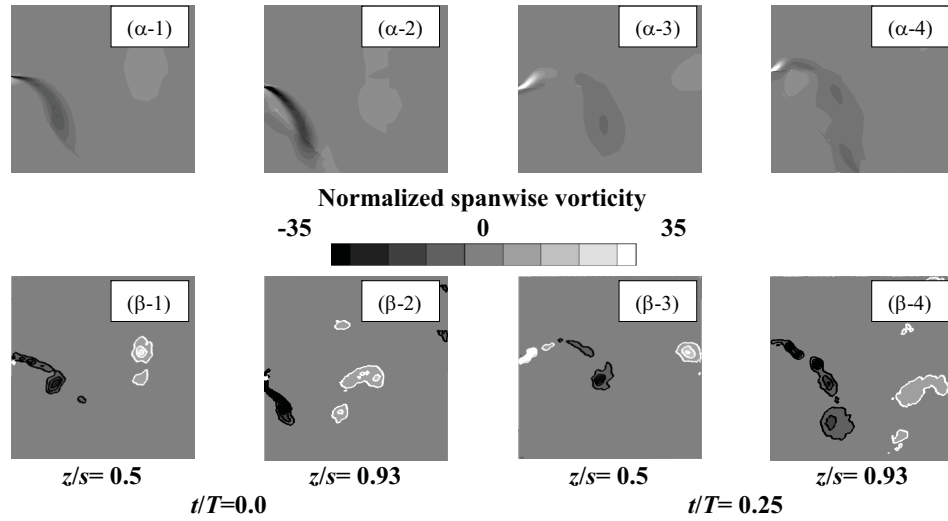 (α-1) (α-2) (α-3) (α-4)
Normalized spanwise vorticity
-35 0 35
(β-1) (β-2) (β-3) (β-4)
z/s= 0.5 z/s= 0.93 z/s= 0.5 z/s= 0.93
t/T=0.0 t/T= 0.25